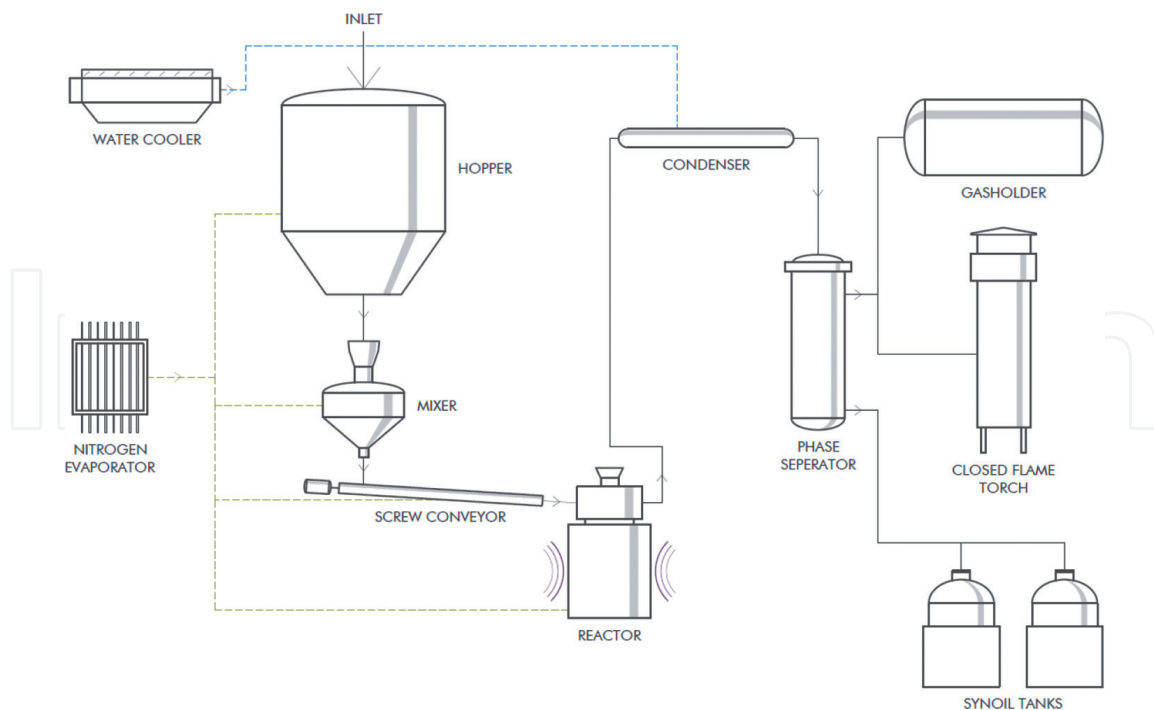 INLET
WATER COOLER
HOPPER
CONDENSER
GASHOLDER
MIXER
NITROGEN
EVAPORATOR
SCREW CONVEYOR
PHASE
SEPERATOR
CLOSED FLAME
TORCH
REACTOR
SYNOIL TANKS